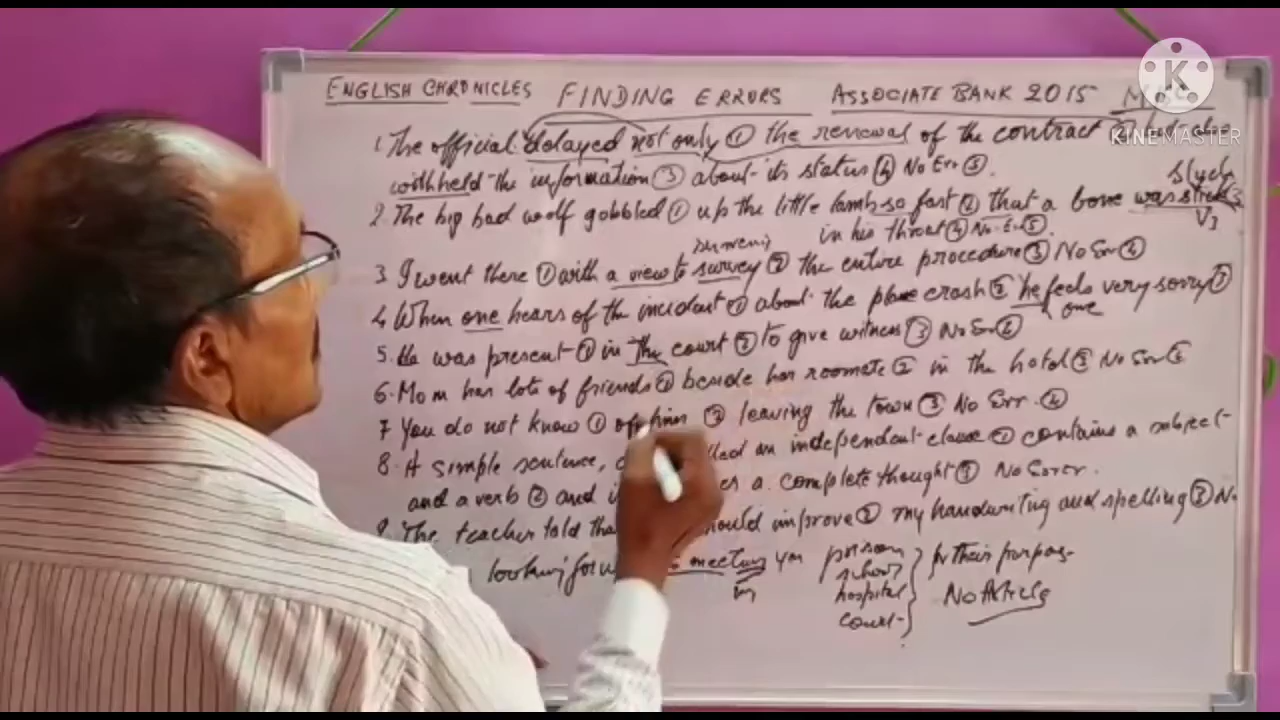 ENGLISH CHRONICLES FINDING ERRORS ASSOCIATE BANK 2015
KINEMASTER
1. The official delayed not only ① the renewal of the contract ②
withheld the information ③ about its status ④ No Err ⑤.
stuck
2. The big bad wolf gobbled ① up the little lamb so fast ② that a bone was
V3
in his throat ④ No Er ⑤.
3. I went there ① with a view to survey ② the entire procedure ③ No Err ④
4. When one hears of the incident ① about the plane crash ② he feels very sorry
one
5. He was present ① in the court ② to give witness ③ No Err ④
6. Mom has lots of friends ① beside her roomate ② in the hotel ③ No Err
7 You do not know ① of ② leaving the town ③ No Err. ④
8. A simple sentence, an independent clause ① contains a subject
and a verb ② and a complete thought ③ No Error.
9. The teacher told improve ② my handwriting and spelling ③ No
looking meeting you
ing
prison
school
hospital
court
for their
No Article